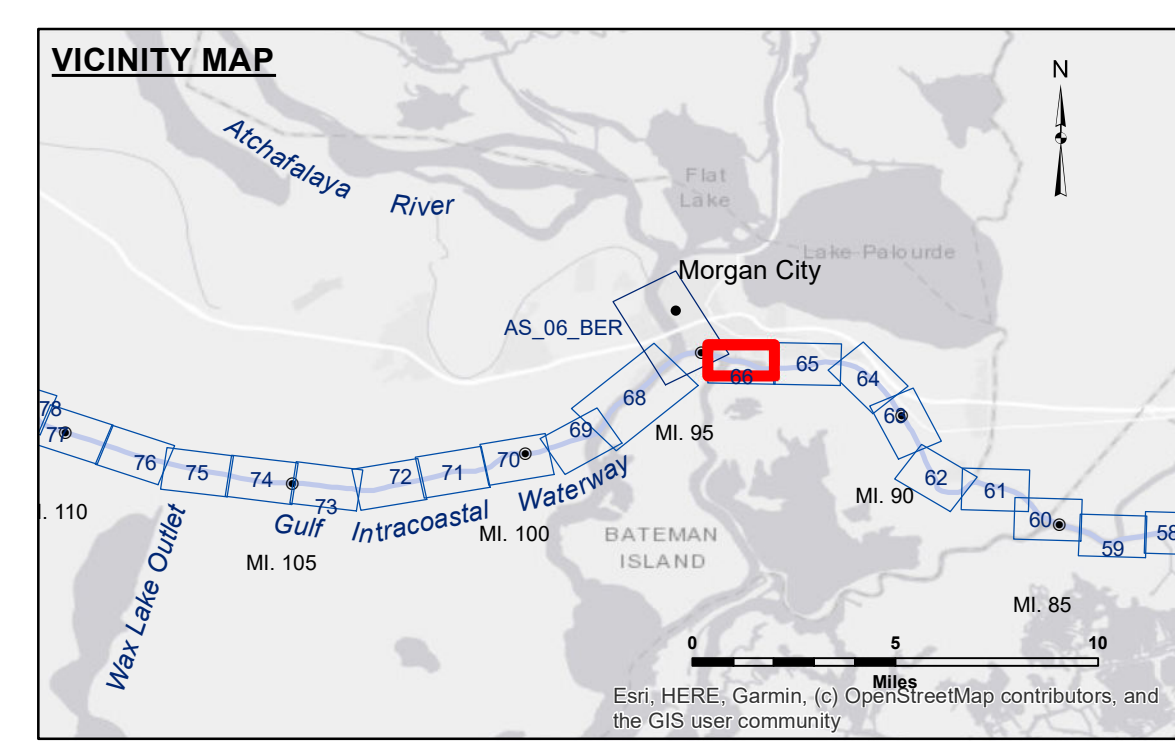 VICINITY MAP
N
Atchafalaya
River
Flat
Lake
Lake Palourde
Morgan City
AS_06_BER
66
65
64
68
MI. 95
69
78
77
76
75
74
73
72
71
70
62
61
60
59
58
MI. 90
Waterway
Intracoastal
Gulf
MI. 100
BATEMAN
ISLAND
. 110
Wax Lake Outlet
MI. 105
MI. 85
0 5 10
Miles
Esri, HERE, Garmin, (c) OpenStreetMap contributors, and
the GIS user community